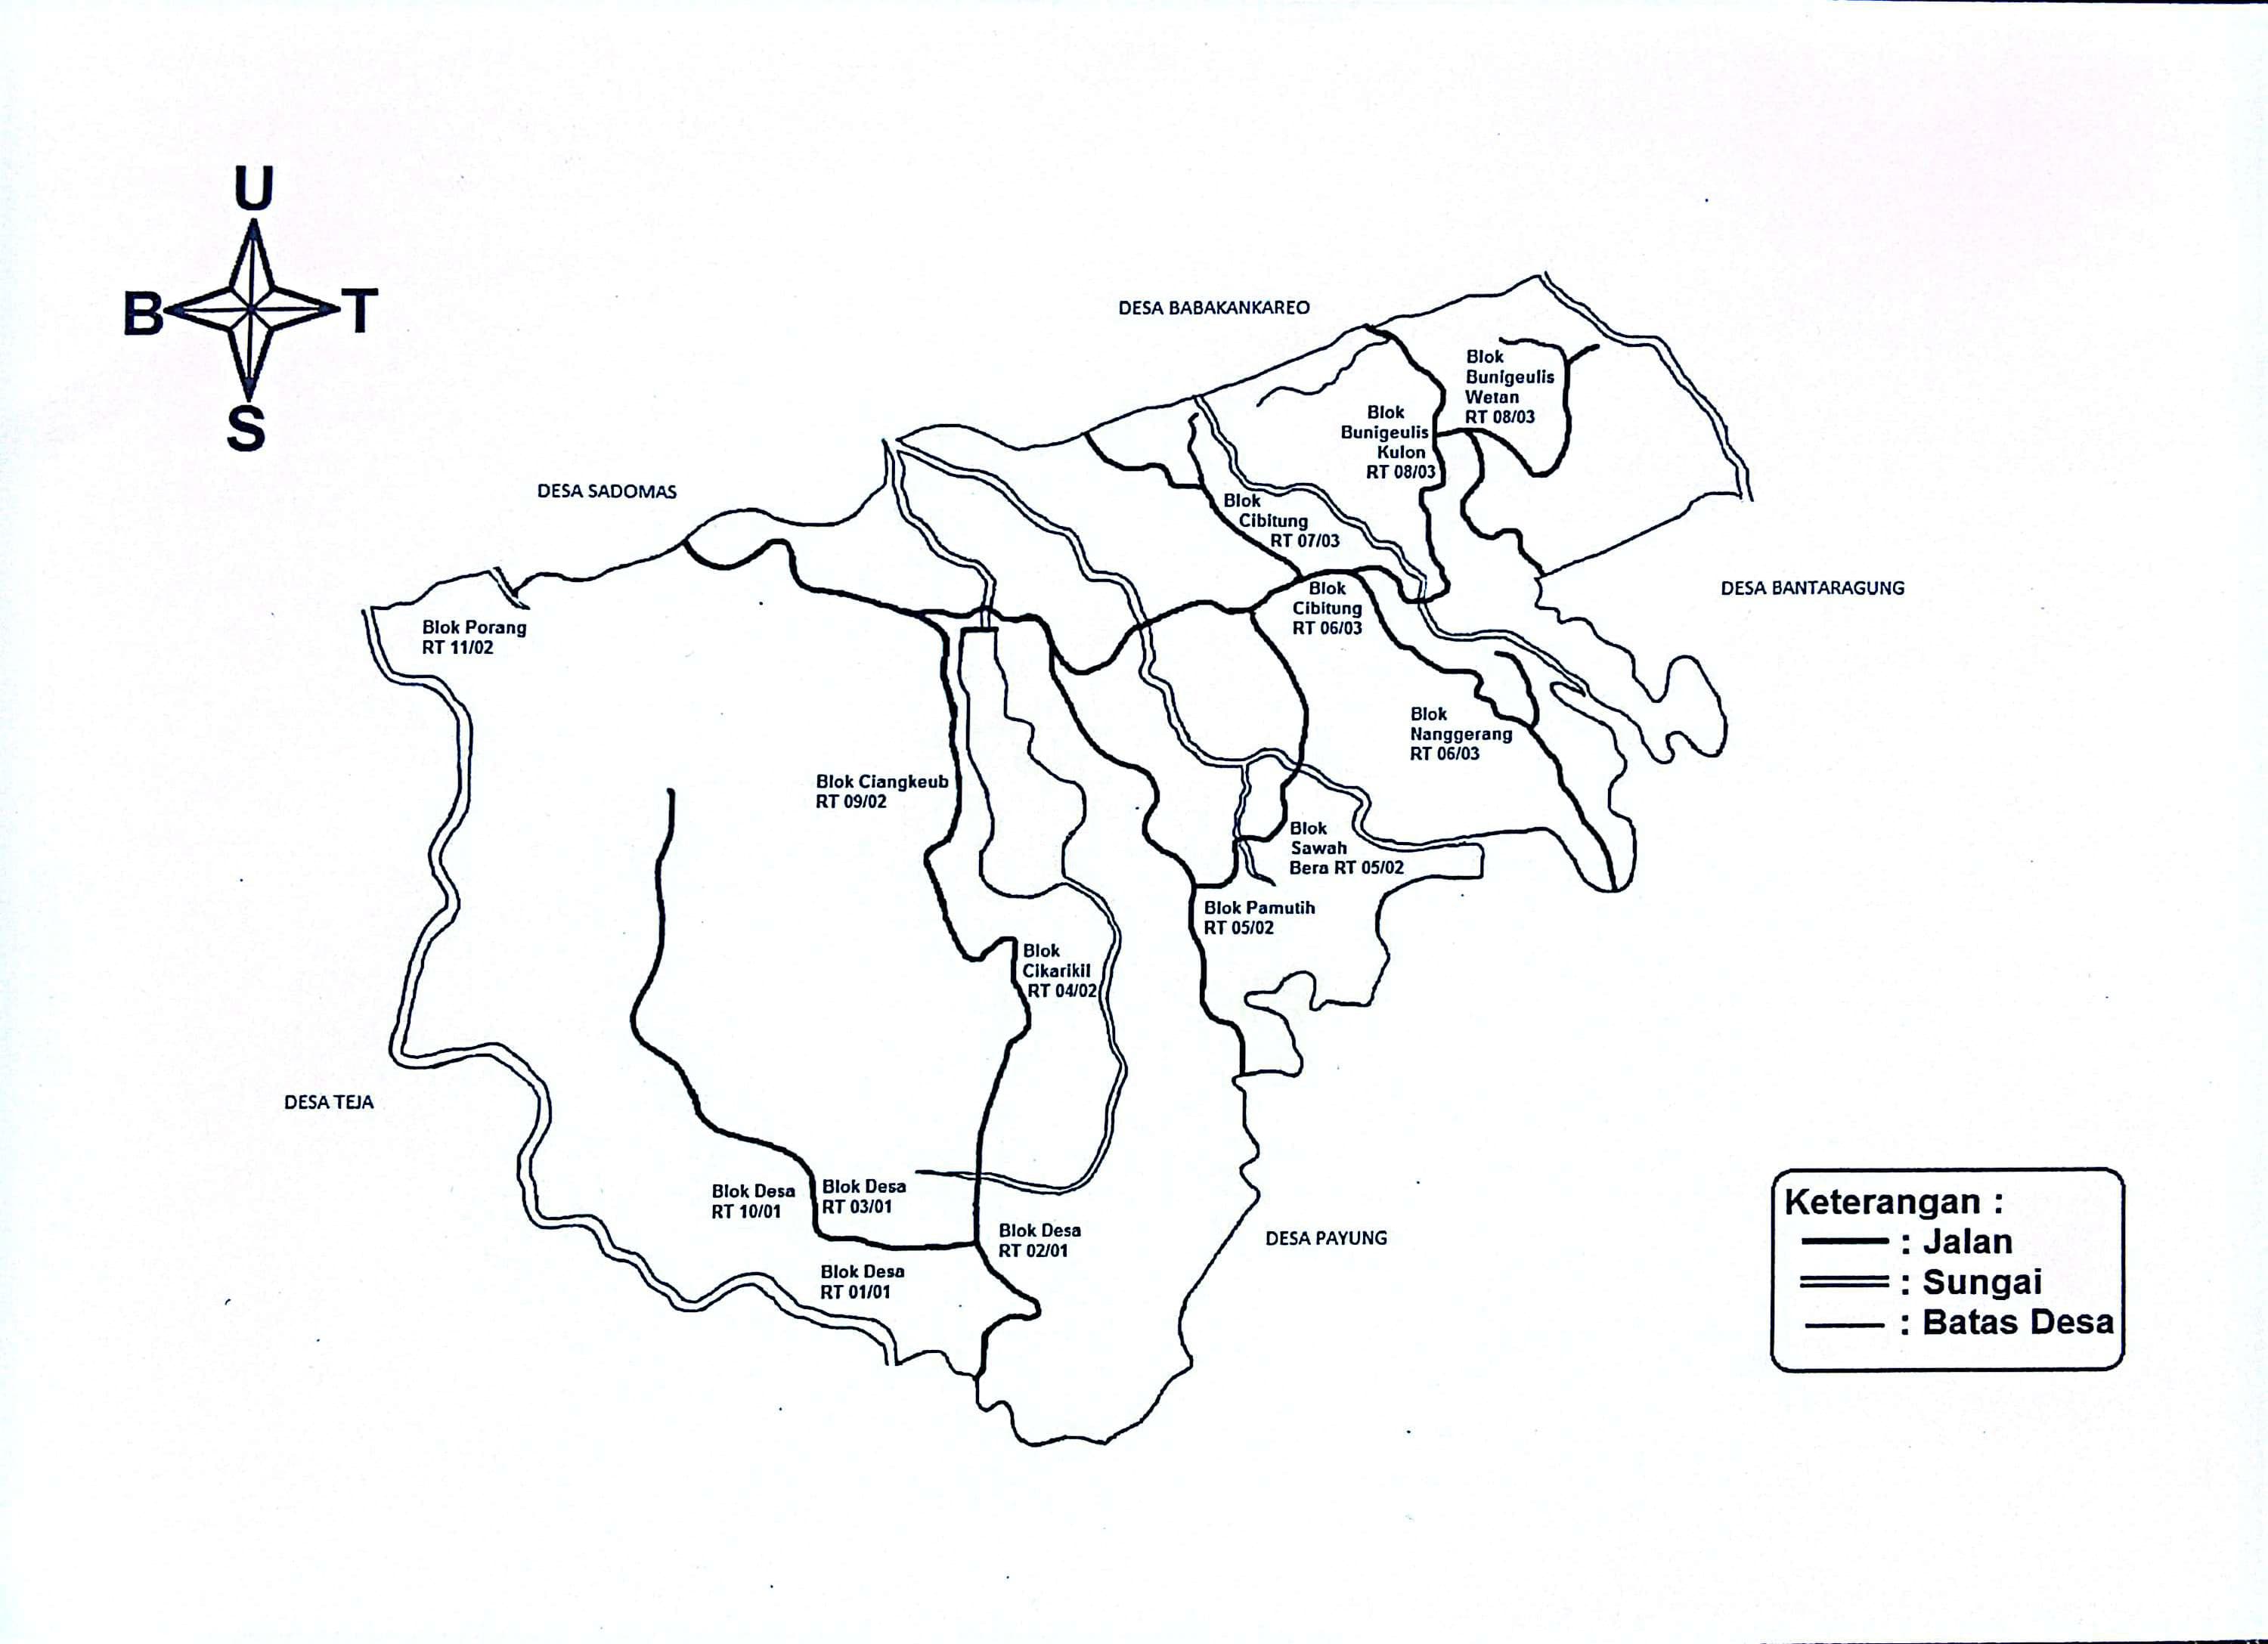 U
B
T
S
DESA BABAKANKAREO
DESA SADOMAS
DESA BANTARAGUNG
DESA TEJA
DESA PAYUNG
Blok
Bunigeulis
Wetan
RT 08/03
Blok
Bunigeulis
Kulon
RT 08/03
Blok
Cibitung
RT 07/03
Blok
Cibitung
RT 06/03
Blok Porang
RT 11/02
Blok
Nanggerang
RT 06/03
Blok Ciangkeub
RT 09/02
Blok
Sawah
Bera RT 05/02
Blok Pamutih
RT 05/02
Blok
Cikarikil
RT 04/02
Blok Desa
RT 10/01
Blok Desa
RT 03/01
Blok Desa
RT 02/01
Blok Desa
RT 01/01
Keterangan :
: Jalan
: Sungai
: Batas Desa